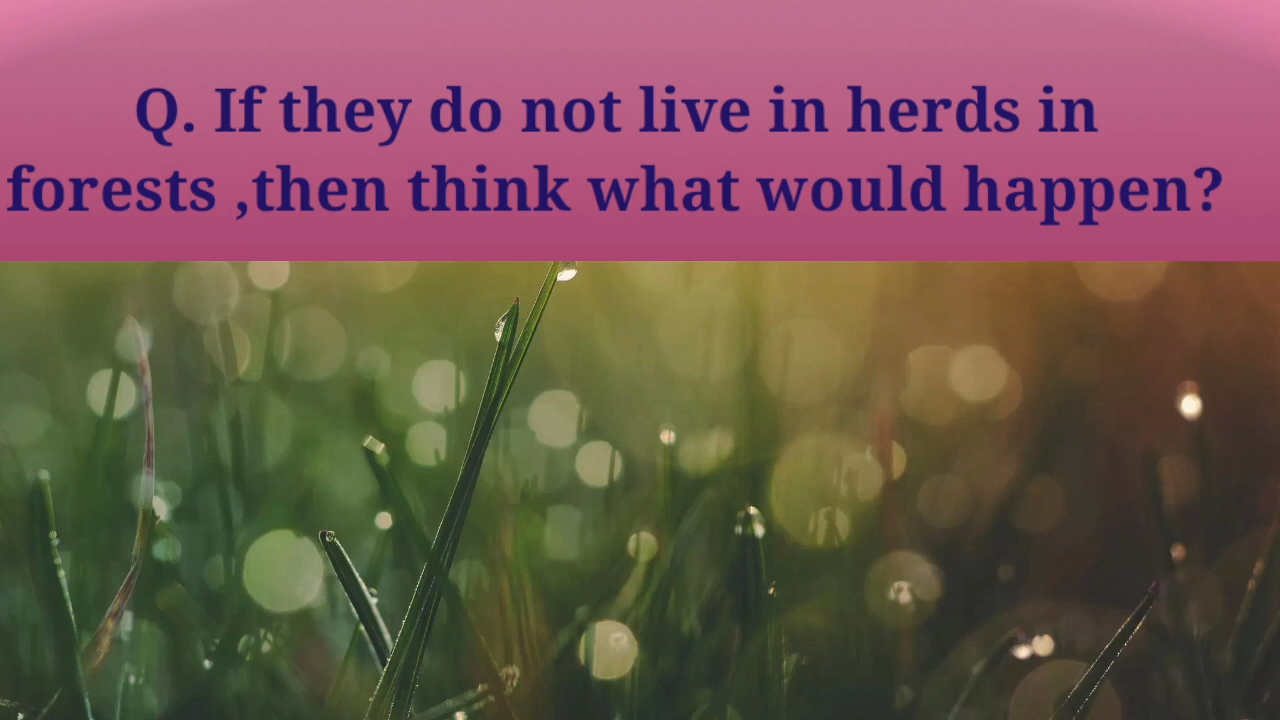 Q. If they do not live in herds in
forests ,then think what would happen?